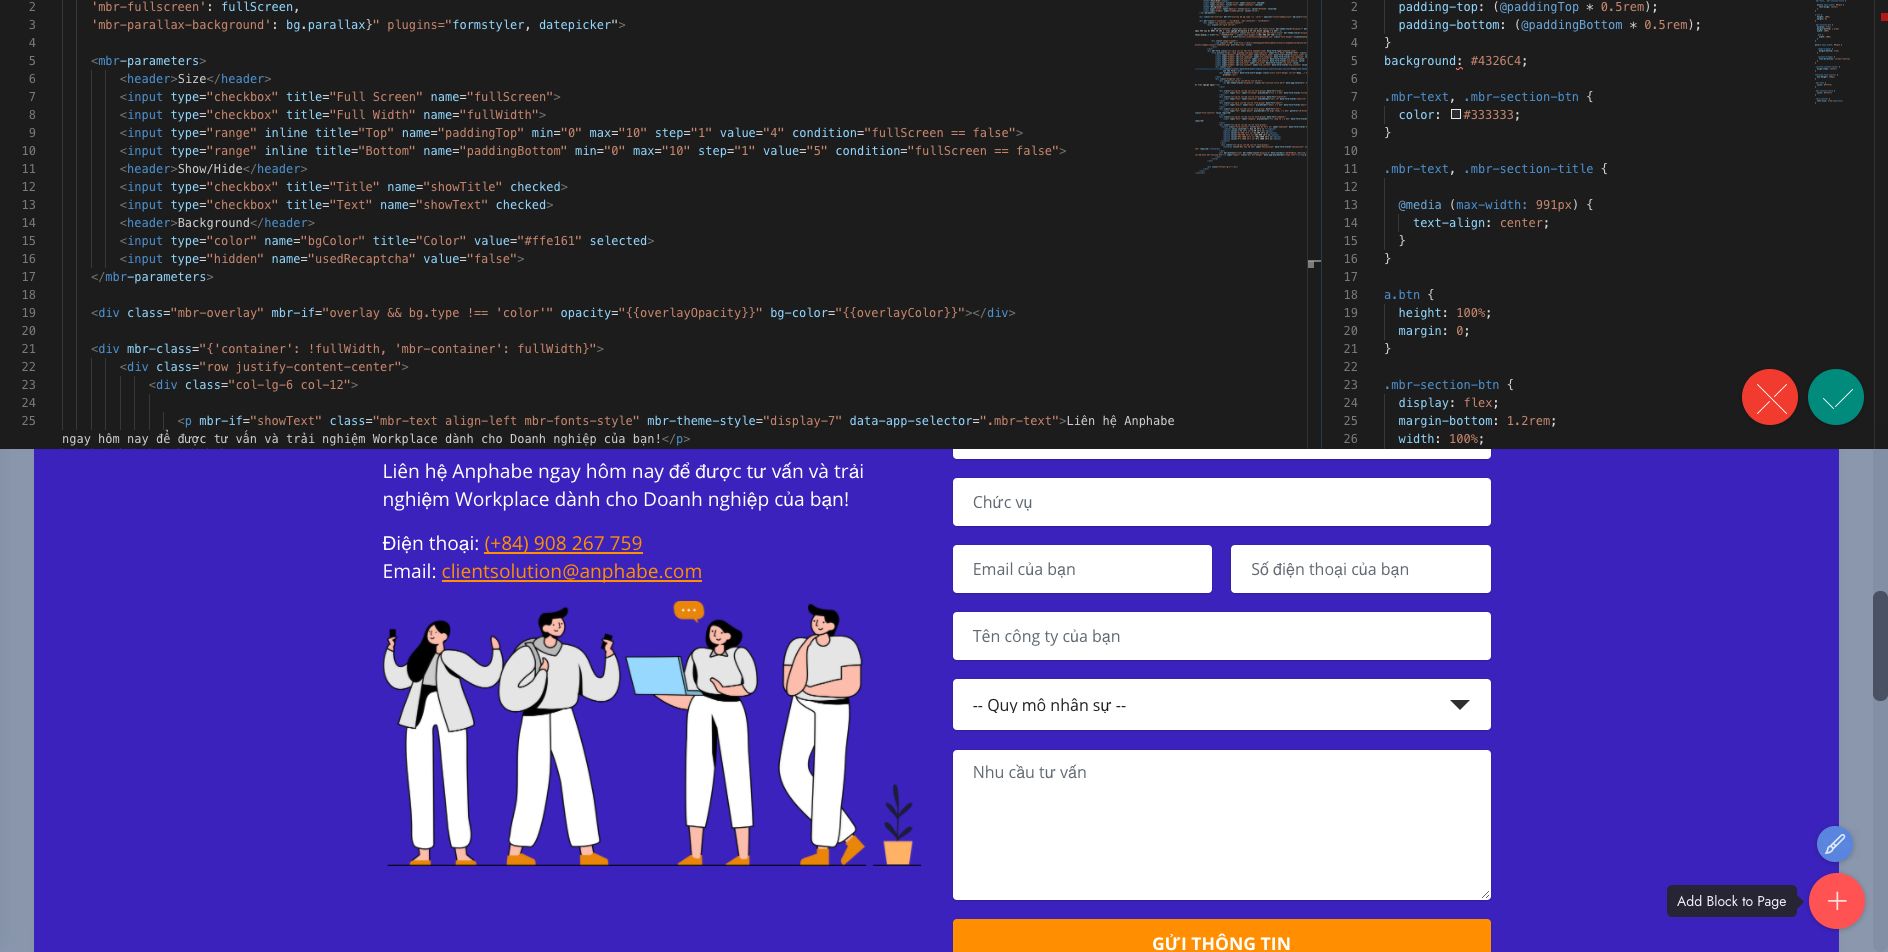 2 'mbr-fullscreen': fullScreen,
3 'mbr-parallax-background': bg.parallax}" plugins="formstyler, datepicker">
4
5 <mbr-parameters>
6 <header>Size</header>
7 <input type="checkbox" title="Full Screen" name="fullScreen">
8 <input type="checkbox" title="Full Width" name="fullWidth">
9 <input type="range" inline title="Top" name="paddingTop" min="0" max="10" step="1" value="4" condition="fullScreen == false">
10 <input type="range" inline title="Bottom" name="paddingBottom" min="0" max="10" step="1" value="5" condition="fullScreen == false">
11 <header>Show/Hide</header>
12 <input type="checkbox" title="Title" name="showTitle" checked>
13 <input type="checkbox" title="Text" name="showText" checked>
14 <header>Background</header>
15 <input type="color" name="bgColor" title="Color" value="#ffe161" selected>
16 <input type="hidden" name="usedRecaptcha" value="false">
17 </mbr-parameters>
18
19 <div class="mbr-overlay" mbr-if="overlay && bg.type !== 'color'" opacity="{{overlayOpacity}}" bg-color="{{overlayColor}}"></div>
20
21 <div mbr-class="{'container': !fullWidth, 'mbr-container': fullWidth}">
22 <div class="row justify-content-center">
23 <div class="col-lg-6 col-12">
24
25 <p mbr-if="showText" class="mbr-text align-left mbr-fonts-style" mbr-theme-style="display-7" data-app-selector=".mbr-text">Liên hệ Anphabe
ngay hôm nay để được tư vấn và trải nghiệm Workplace dành cho Doanh nghiệp của bạn!</p>
2 padding-top: (@paddingTop * 0.5rem);
3 padding-bottom: (@paddingBottom * 0.5rem);
4 }
5 background: #4326C4;
6
7 .mbr-text, .mbr-section-btn {
8 color: #333333;
9 }
10
11 .mbr-text, .mbr-section-title {
12
13 @media (max-width: 991px) {
14 text-align: center;
15 }
16 }
17
18 a.btn {
19 height: 100%;
20 margin: 0;
21 }
22
23 .mbr-section-btn {
24 display: flex;
25 margin-bottom: 1.2rem;
26 width: 100%;
Liên hệ Anphabe ngay hôm nay để được tư vấn và trải
nghiệm Workplace dành cho Doanh nghiệp của bạn!
Điện thoại: (+84) 908 267 759
Email: clientsolution@anphabe.com
Chức vụ
Email của bạn
Số điện thoại của bạn
Tên công ty của bạn
-- Quy mô nhân sự --
Nhu cầu tư vấn
GỬI THÔNG TIN
Add Block to Page